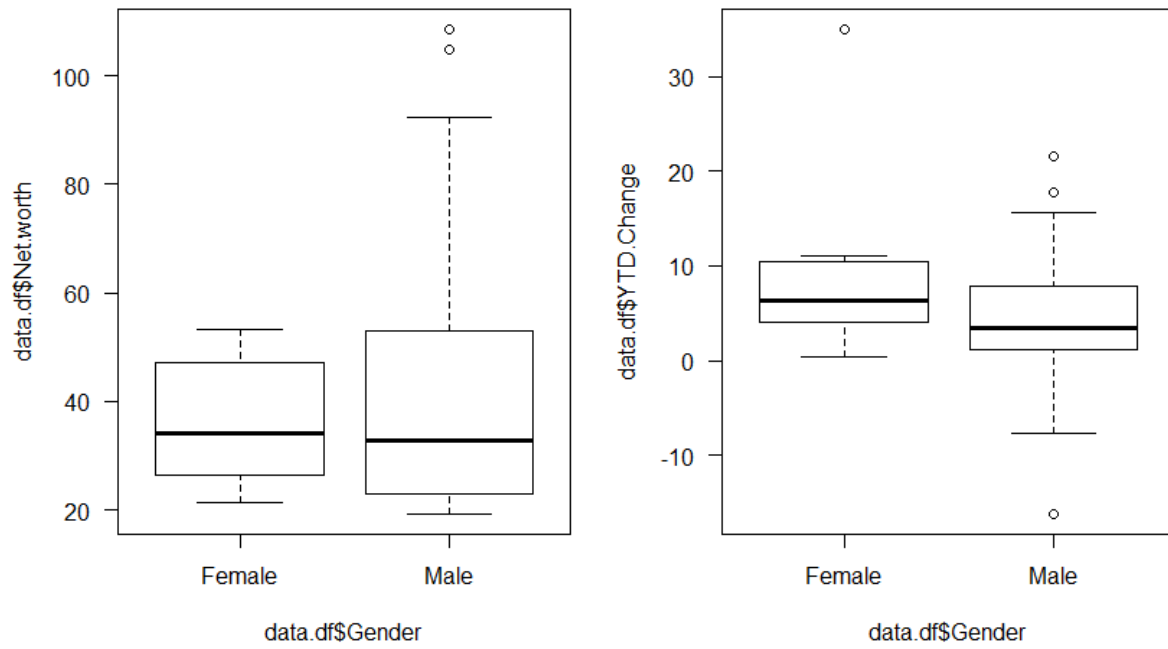 data.df$Net.worth
100
80
60
40
20
Female Male
data.df$Gender
data.df$YTD.Change
30
20
10
0
-10
Female Male
data.df$Gender